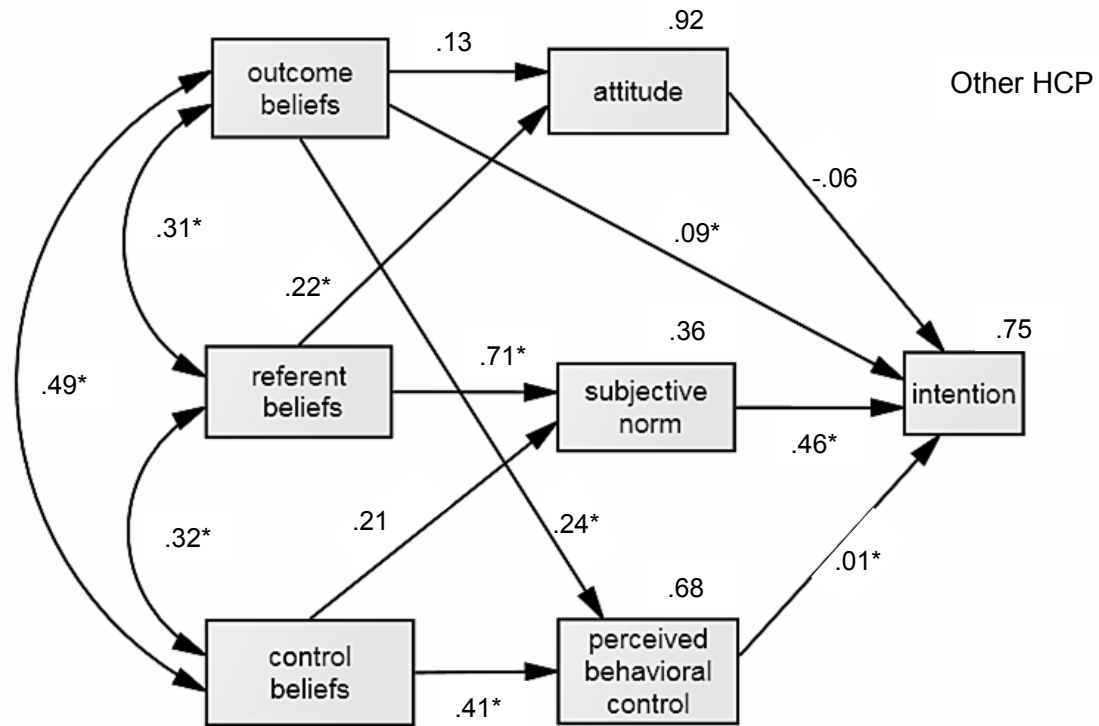 .92
.13
outcome
beliefs
attitude
Other HCP
-.06
.31*
.09*
.22*
.36
.75
.49*
referent
beliefs
.71*
subjective
norm
intention
.46*
.32*
.21
.24*
.01*
.68
control
beliefs
perceived
behavioral
control
.41*